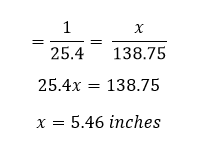 = 1/25.4 = x/138.75
25.4x = 138.75
x = 5.46 inches